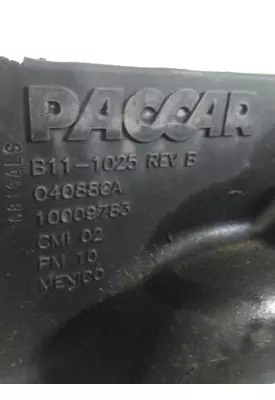 PACCAR
B11-1025 REV B
04088CA
10009783
CMI 02
PM 10
MEXICO